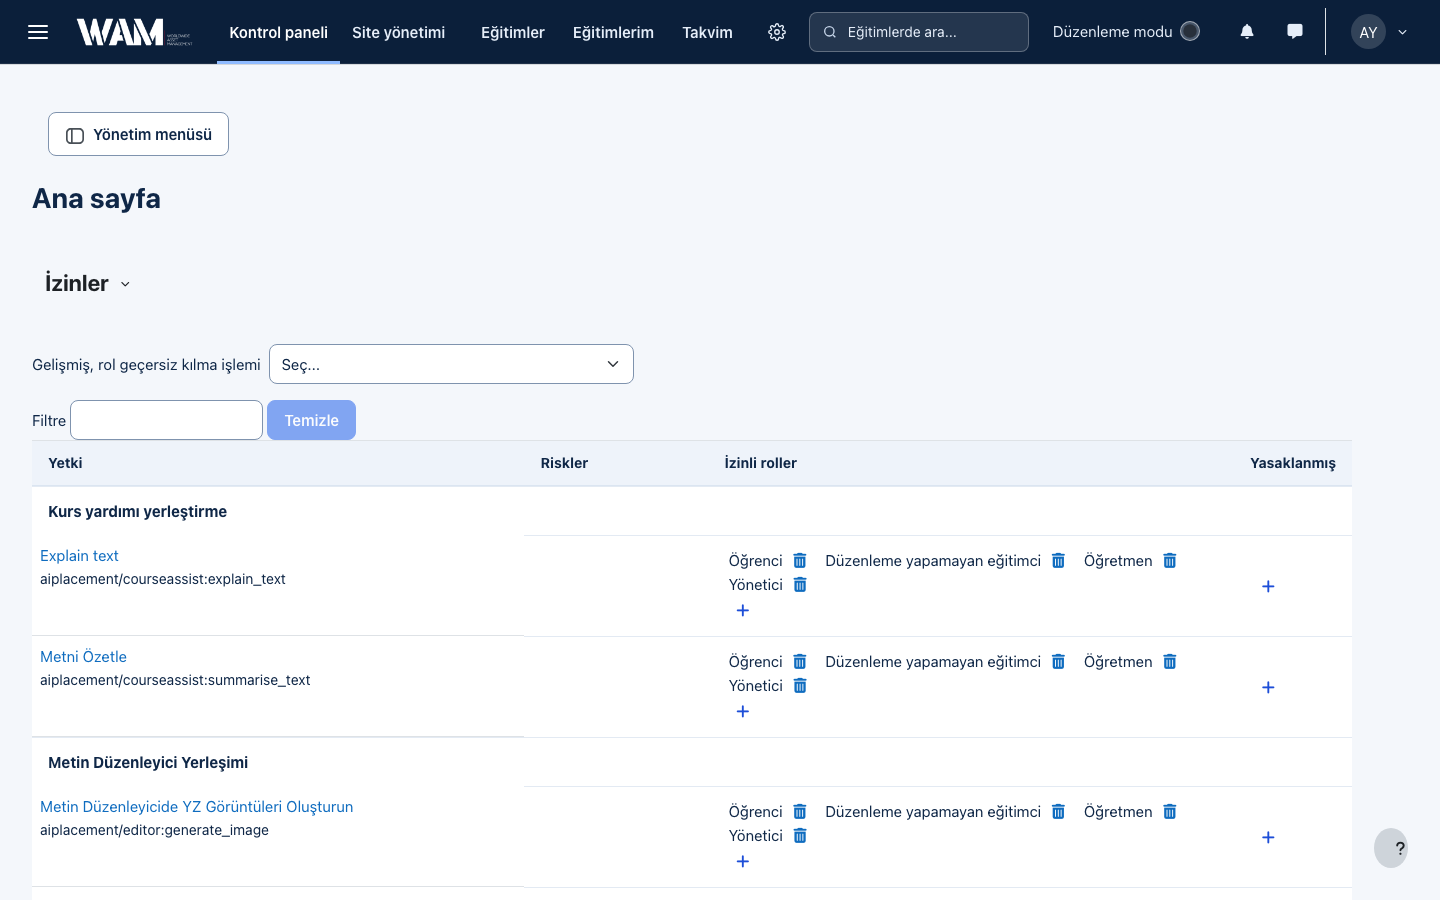 WAM
Kontrol paneli
Site yönetimi
Eğitimler
Eğitimlerim
Takvim
Eğitimlerde ara...
Düzenleme modu
AY
Yönetim menüsü
Ana sayfa
İzinler
Gelişmiş, rol geçersiz kılma işlemi
Seç...
Filtre
Temizle
Yetki
Riskler
İzinli roller
Yasaklanmış
Kurs yardımı yerleştirme
Explain text
aiplacement/courseassist:explain_text
Öğrenci
Düzenleme yapamayan eğitimci
Öğretmen
Yönetici
Metni Özetle
aiplacement/courseassist:summarise_text
Öğrenci
Düzenleme yapamayan eğitimci
Öğretmen
Yönetici
Metin Düzenleyici Yerleşimi
Metin Düzenleyicide YZ Görüntüleri Oluşturun
aiplacement/editor:generate_image
Öğrenci
Düzenleme yapamayan eğitimci
Öğretmen
Yönetici
?